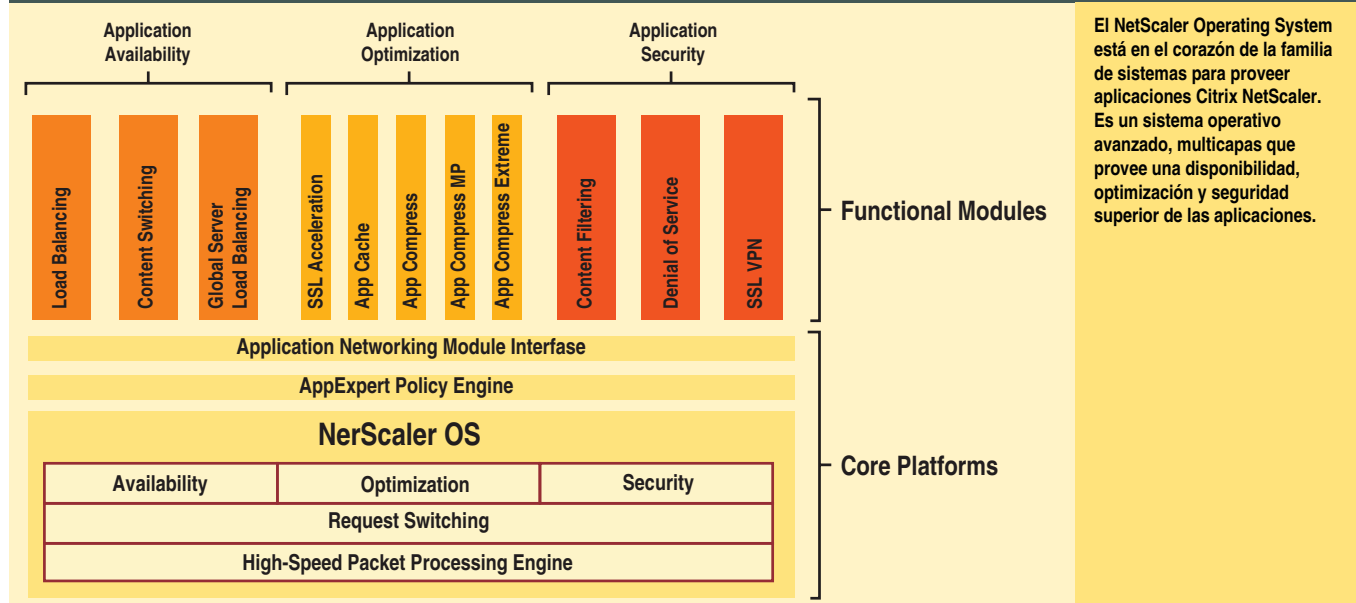 Application
Availability
Application
Optimization
Application
Security
Load Balancing
Content Switching
Global Server
Load Balancing
SSL Acceleration
App Cache
App Compress
App Compress MP
App Compress Extreme
Content Filtering
Denial of Service
SSL VPN
Functional Modules
Application Networking Module Interfase
AppExpert Policy Engine
NerScaler OS
Availability
Optimization
Security
Request Switching
High-Speed Packet Processing Engine
Core Platforms
El NetScaler Operating System
está en el corazón de la familia
de sistemas para proveer
aplicaciones Citrix NetScaler.
Es un sistema operativo
avanzado, multicapas que
provee una disponibilidad,
optimización y seguridad
superior de las aplicaciones.